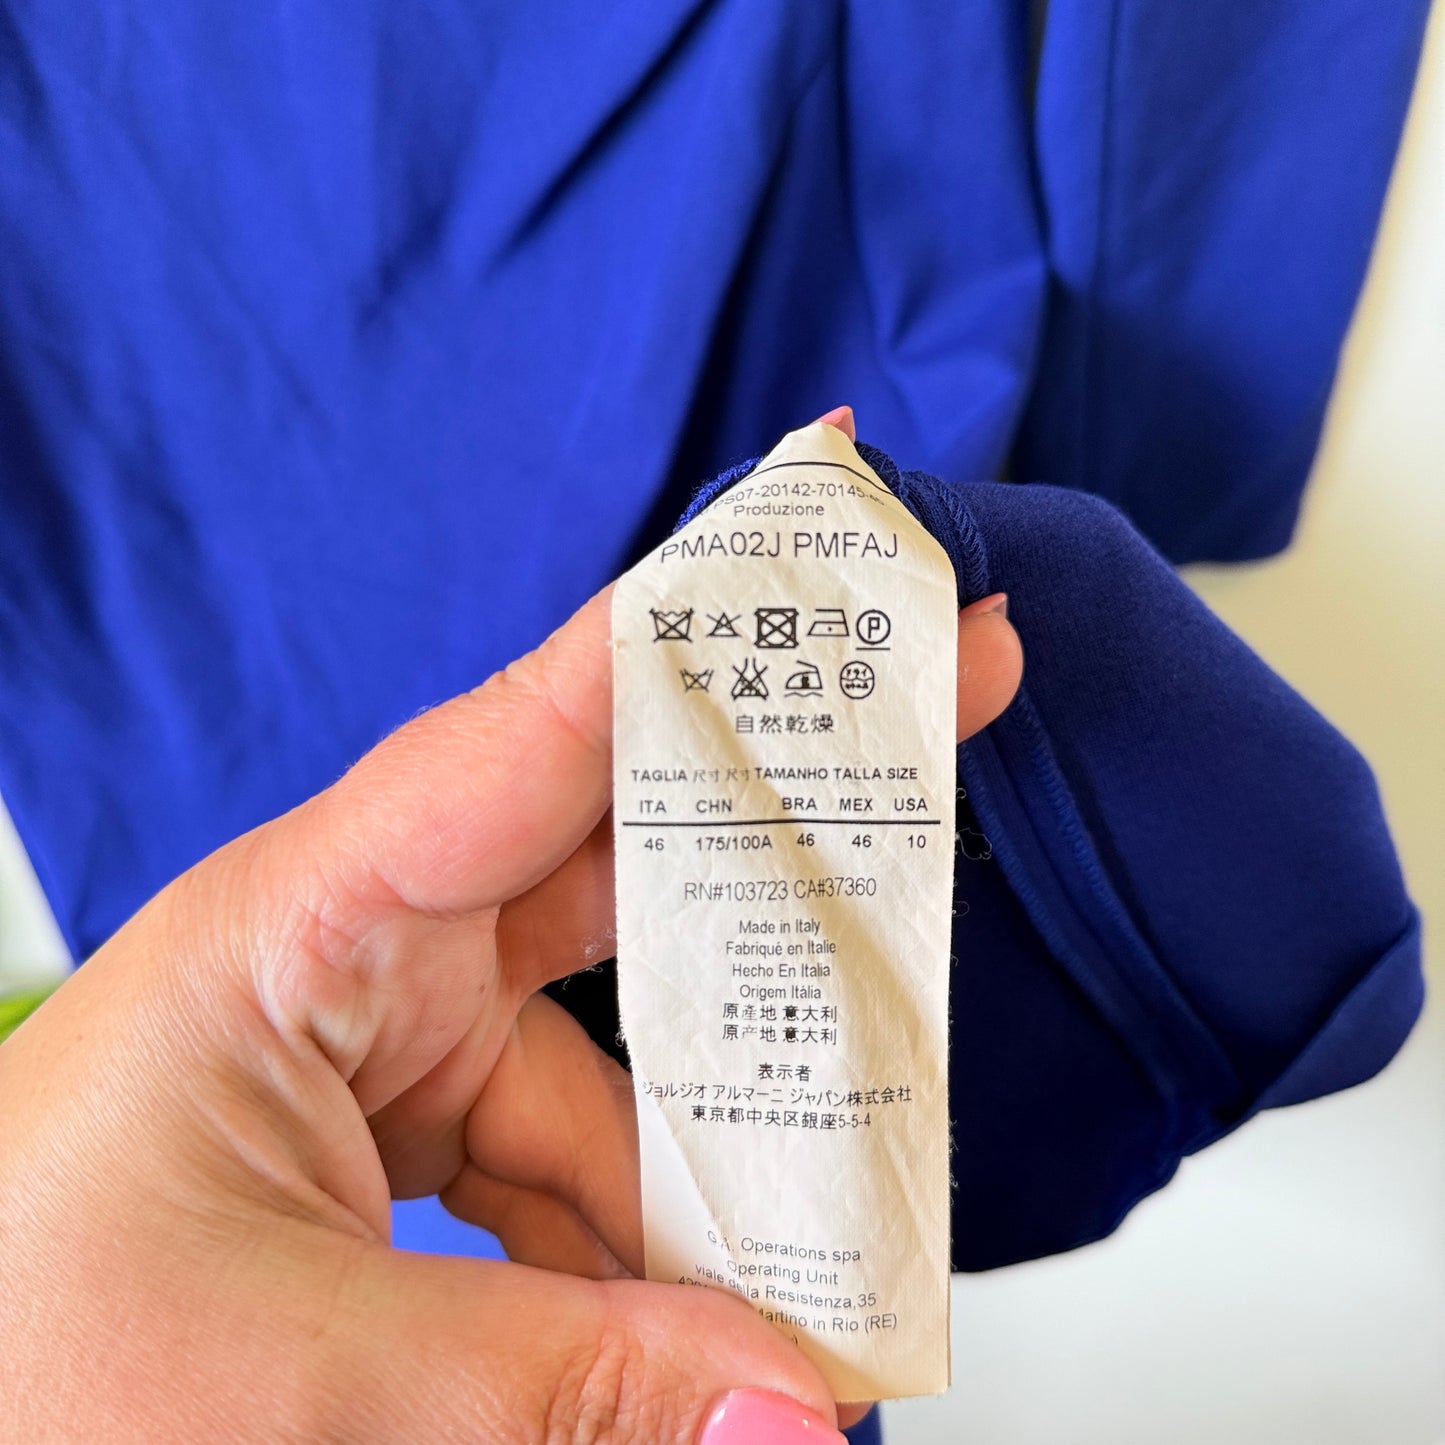 PS07-20142-70145-46
Produzione
PMA02J PMFAJ
P
自然乾燥
TAGLIA 尺寸 尺寸 TAMANHO TALLA SIZE
ITA CHN BRA MEX USA
46 175/100A 46 46 10
RN#103723 CA#37360
Made in Italy
Fabriqué en Italie
Hecho En Italia
Origem Itália
原產地 意大利
原产地 意大利
表示者
ジョルジオ アルマーニ ジャパン株式会社
東京都中央区銀座5-5-4
G.A. Operations spa
Operating Unit
viale della Resistenza,35
Martino in Rio (RE)